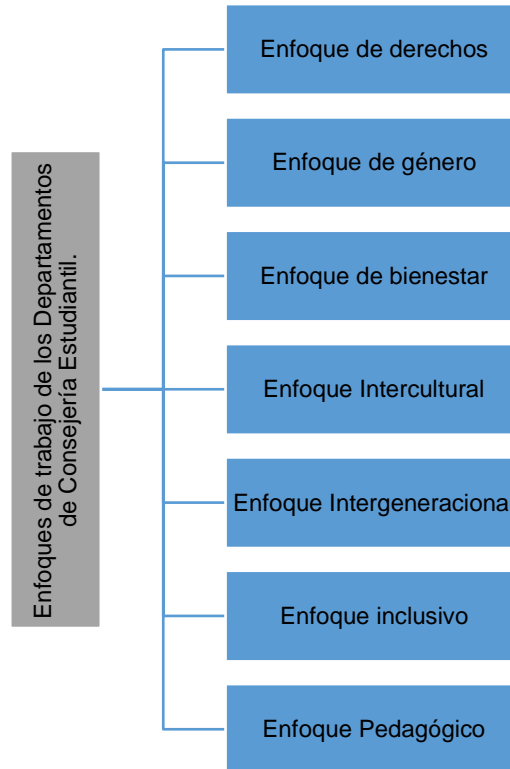 Enfoques de trabajo de los Departamentos
de Consejería Estudiantil.
Enfoque de derechos
Enfoque de género
Enfoque de bienestar
Enfoque Intercultural
Enfoque Intergeneraciona
Enfoque inclusivo
Enfoque Pedagógico